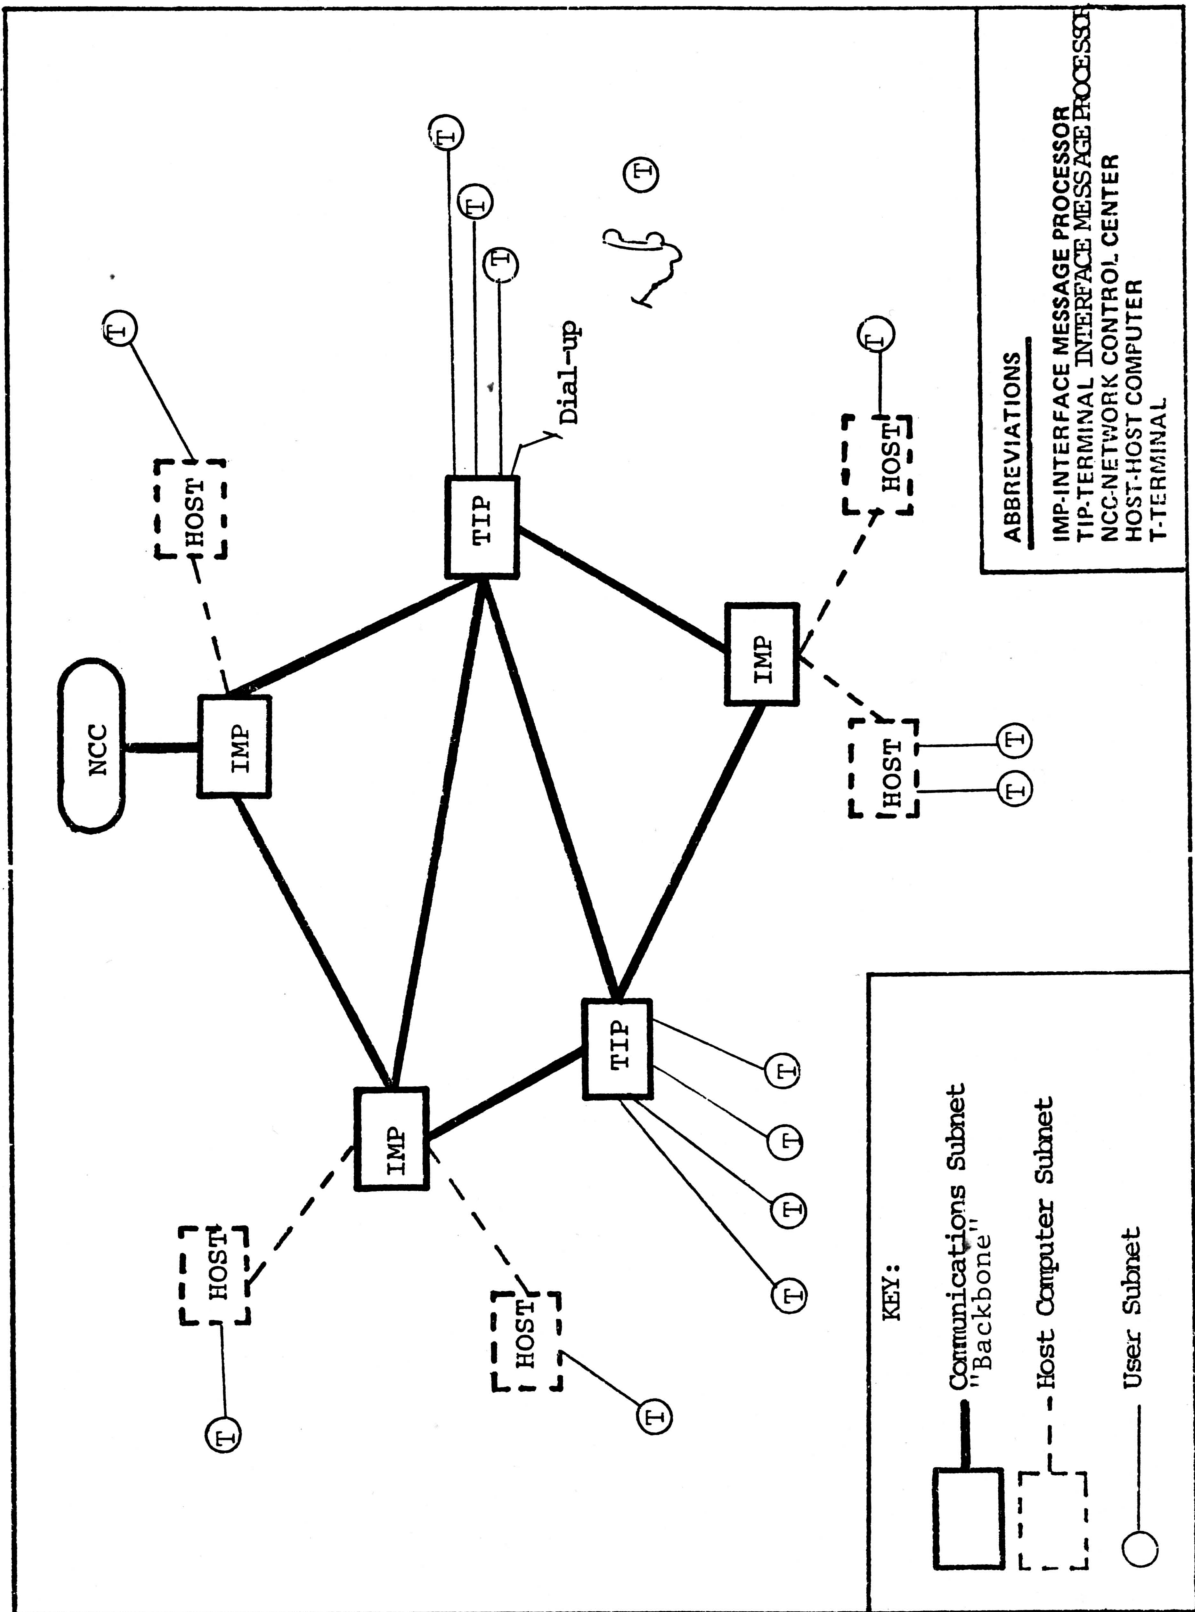 NCC
T
HOST
HOST
T
IMP
IMP
T
T
TIP
T
HOST
Dial-up
TIP
T
T
IMP
T
T
T
T
HOST
HOST
T
T
T
KEY:
Communications Subnet
"Backbone"
Host Computer Subnet
User Subnet
ABBREVIATIONS
IMP-INTERFACE MESSAGE PROCESSOR
TIP-TERMINAL INTERFACE MESSAGE PROCESSOR
NCC-NETWORK CONTROL CENTER
HOST-HOST COMPUTER
T-TERMINAL